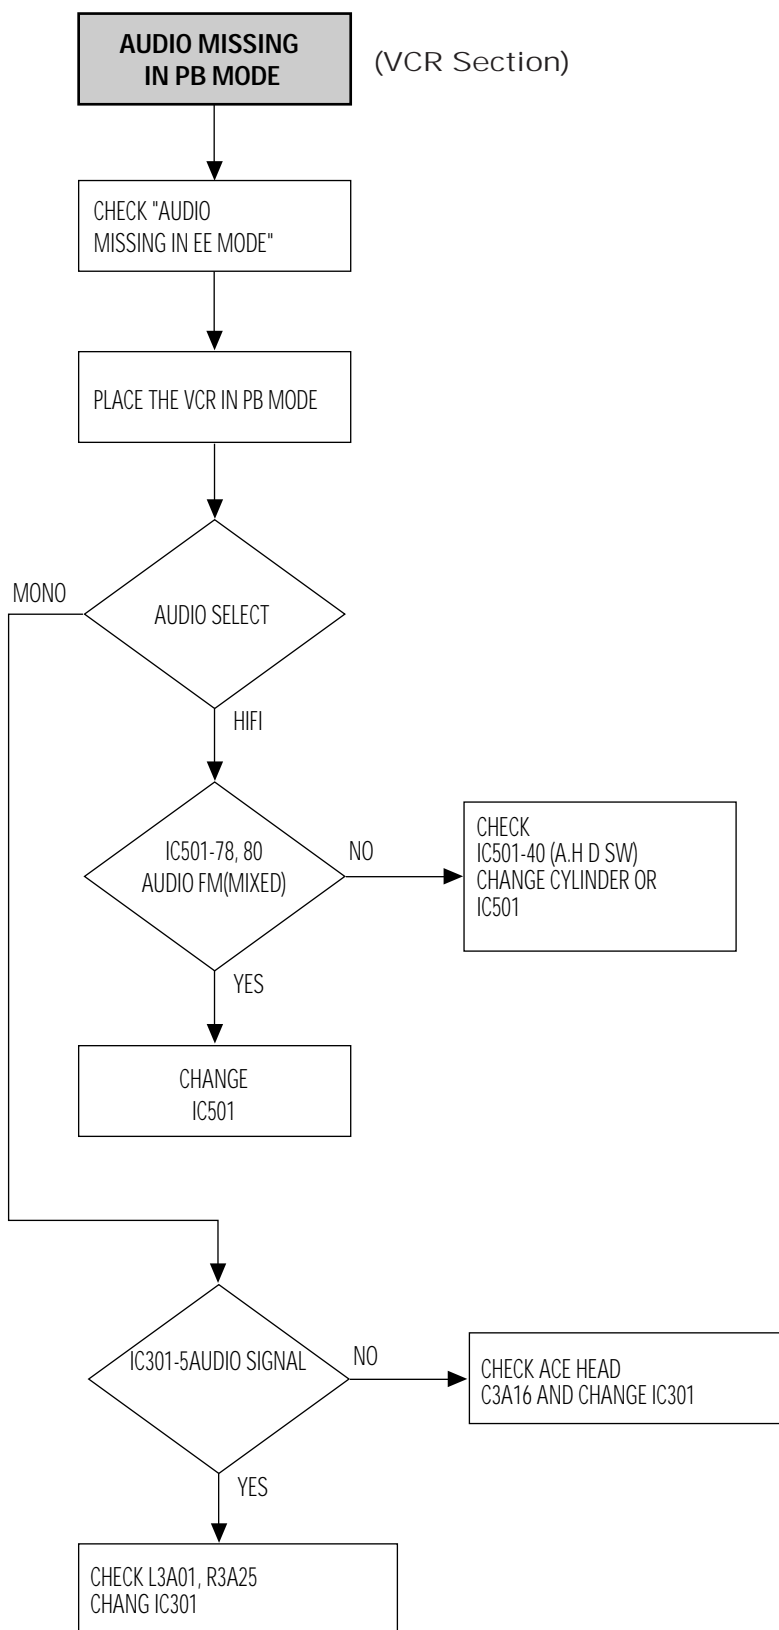 AUDIO MISSING
IN PB MODE
(VCR Section)
CHECK "AUDIO
MISSING IN EE MODE"
PLACE THE VCR IN PB MODE
MONO
AUDIO SELECT
HIFI
IC501-78, 80
AUDIO FM(MIXED)
NO
CHECK
IC501-40 (A.H D SW)
CHANGE CYLINDER OR
IC501
YES
CHANGE
IC501
IC301-5AUDIO SIGNAL
NO
CHECK ACE HEAD
C3A16 AND CHANGE IC301
YES
CHECK L3A01, R3A25
CHANG IC301